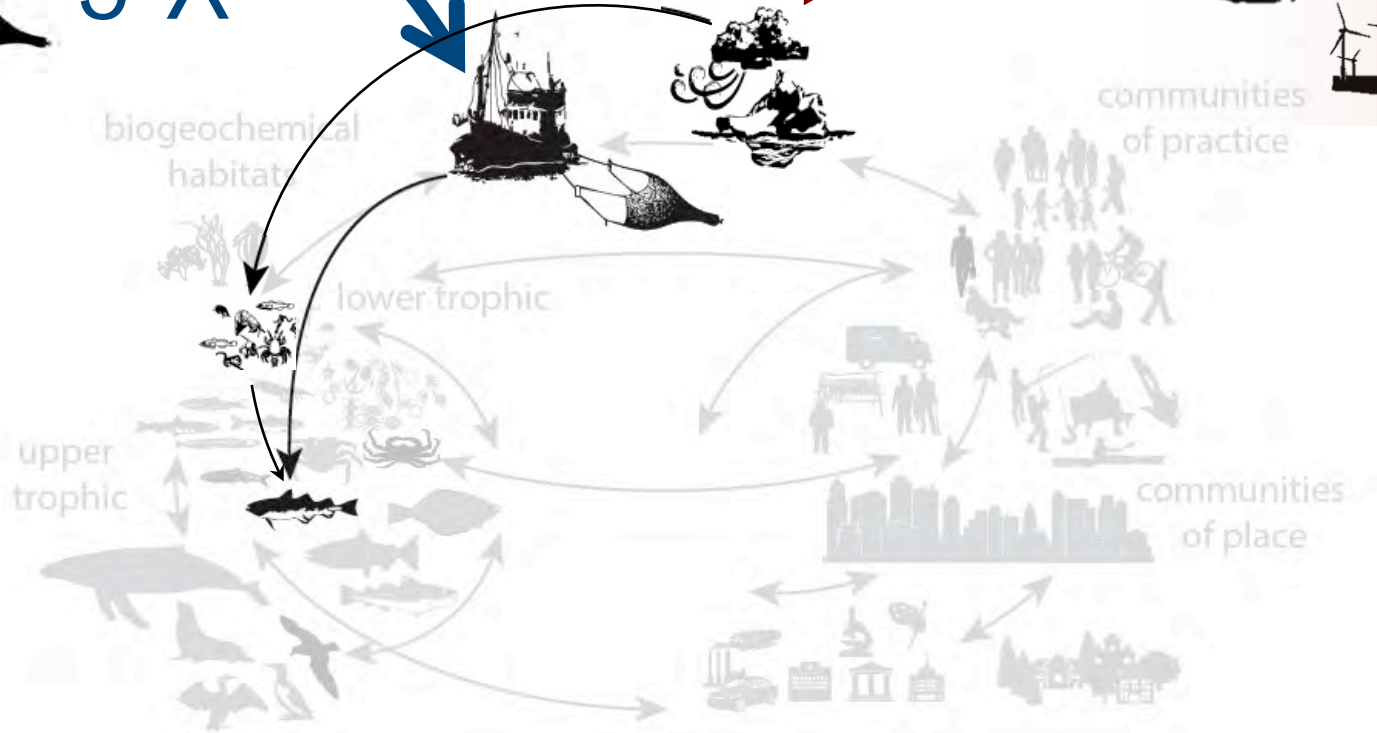 communities
of practice
biogeochemical
habitats
lower trophic
upper
trophic
communities
of place